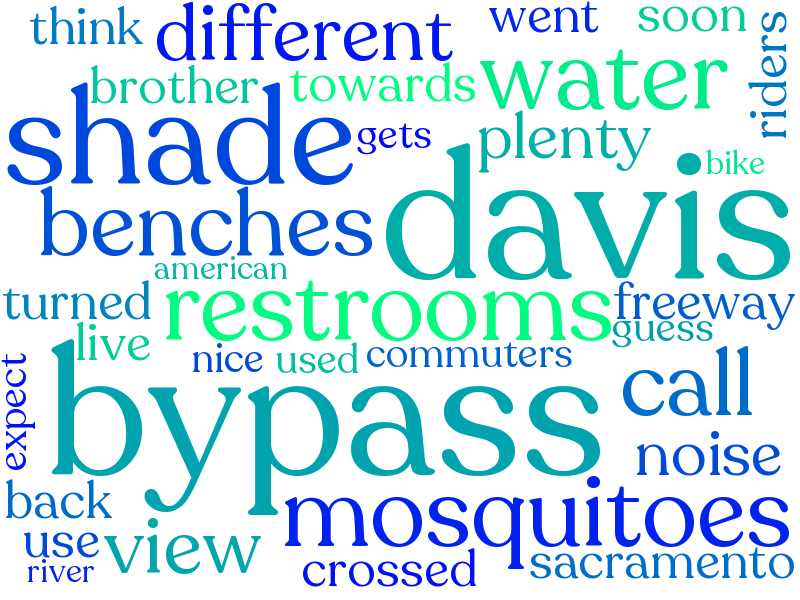 think
different
went
soon
riders
brother
towards
water
shade
gets
plenty
bike
benches
davis
american
turned
restrooms
freeway
live
guess
nice
used
commuters
expect
bypass
call
noise
back
mosquitoes
use
view
crossed
sacramento
river